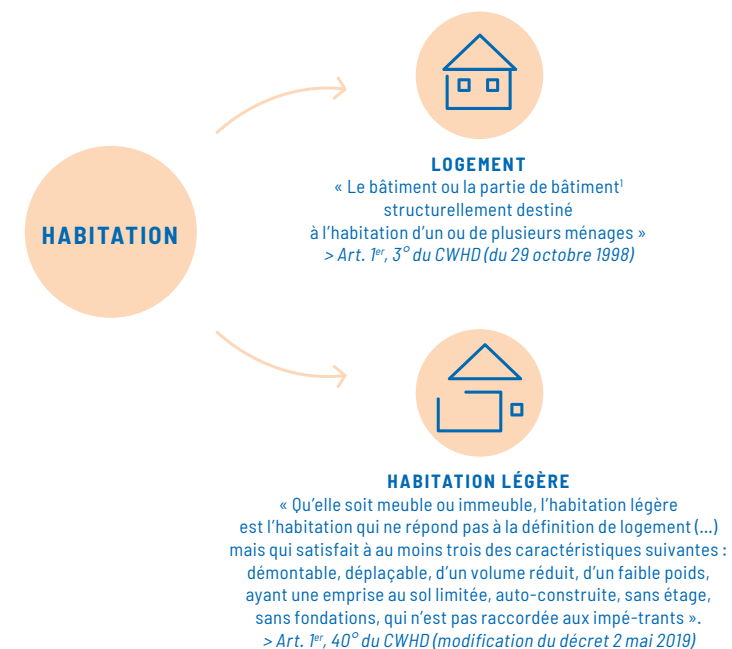 HABITATION
LOGEMENT
« Le bâtiment ou la partie de bâtiment¹
structurellement destiné
à l'habitation d'un ou de plusieurs ménages »
> Art. 1er, 3° du CWHD (du 29 octobre 1998)
HABITATION LÉGÈRE
« Qu'elle soit meuble ou immeuble, l'habitation légère
est l'habitation qui ne répond pas à la définition de logement (...)
mais qui satisfait à au moins trois des caractéristiques suivantes :
démontable, déplaçable, d'un volume réduit, d'un faible poids,
ayant une emprise au sol limitée, auto-construite, sans étage,
sans fondations, qui n'est pas raccordée aux impé-trants ».
> Art. 1er, 40° du CWHD (modification du décret 2 mai 2019)